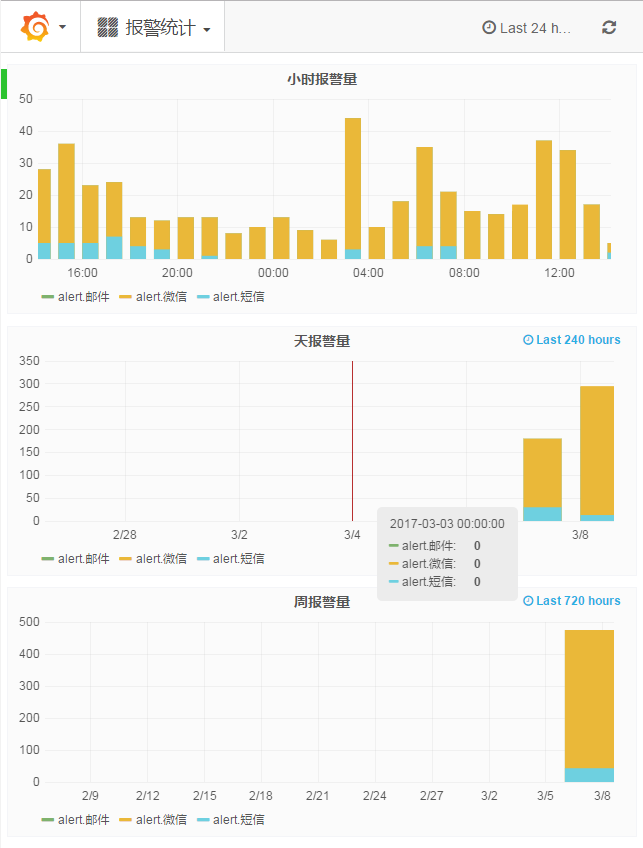 报警统计
Last 24 h...
小时报警量
50
40
30
20
10
0
16:00 20:00 00:00 04:00 08:00 12:00
alert.邮件 alert.微信 alert.短信
天报警量
Last 240 hours
350
300
250
200
150
100
50
0
2/28 3/2 3/4 3/8
2017-03-03 00:00:00
alert.邮件: 0
alert.微信: 0
alert.短信: 0
alert.邮件 alert.微信 alert.短信
周报警量
Last 720 hours
500
400
300
200
100
0
2/9 2/12 2/15 2/18 2/21 2/24 2/27 3/2 3/5 3/8
alert.邮件 alert.微信 alert.短信